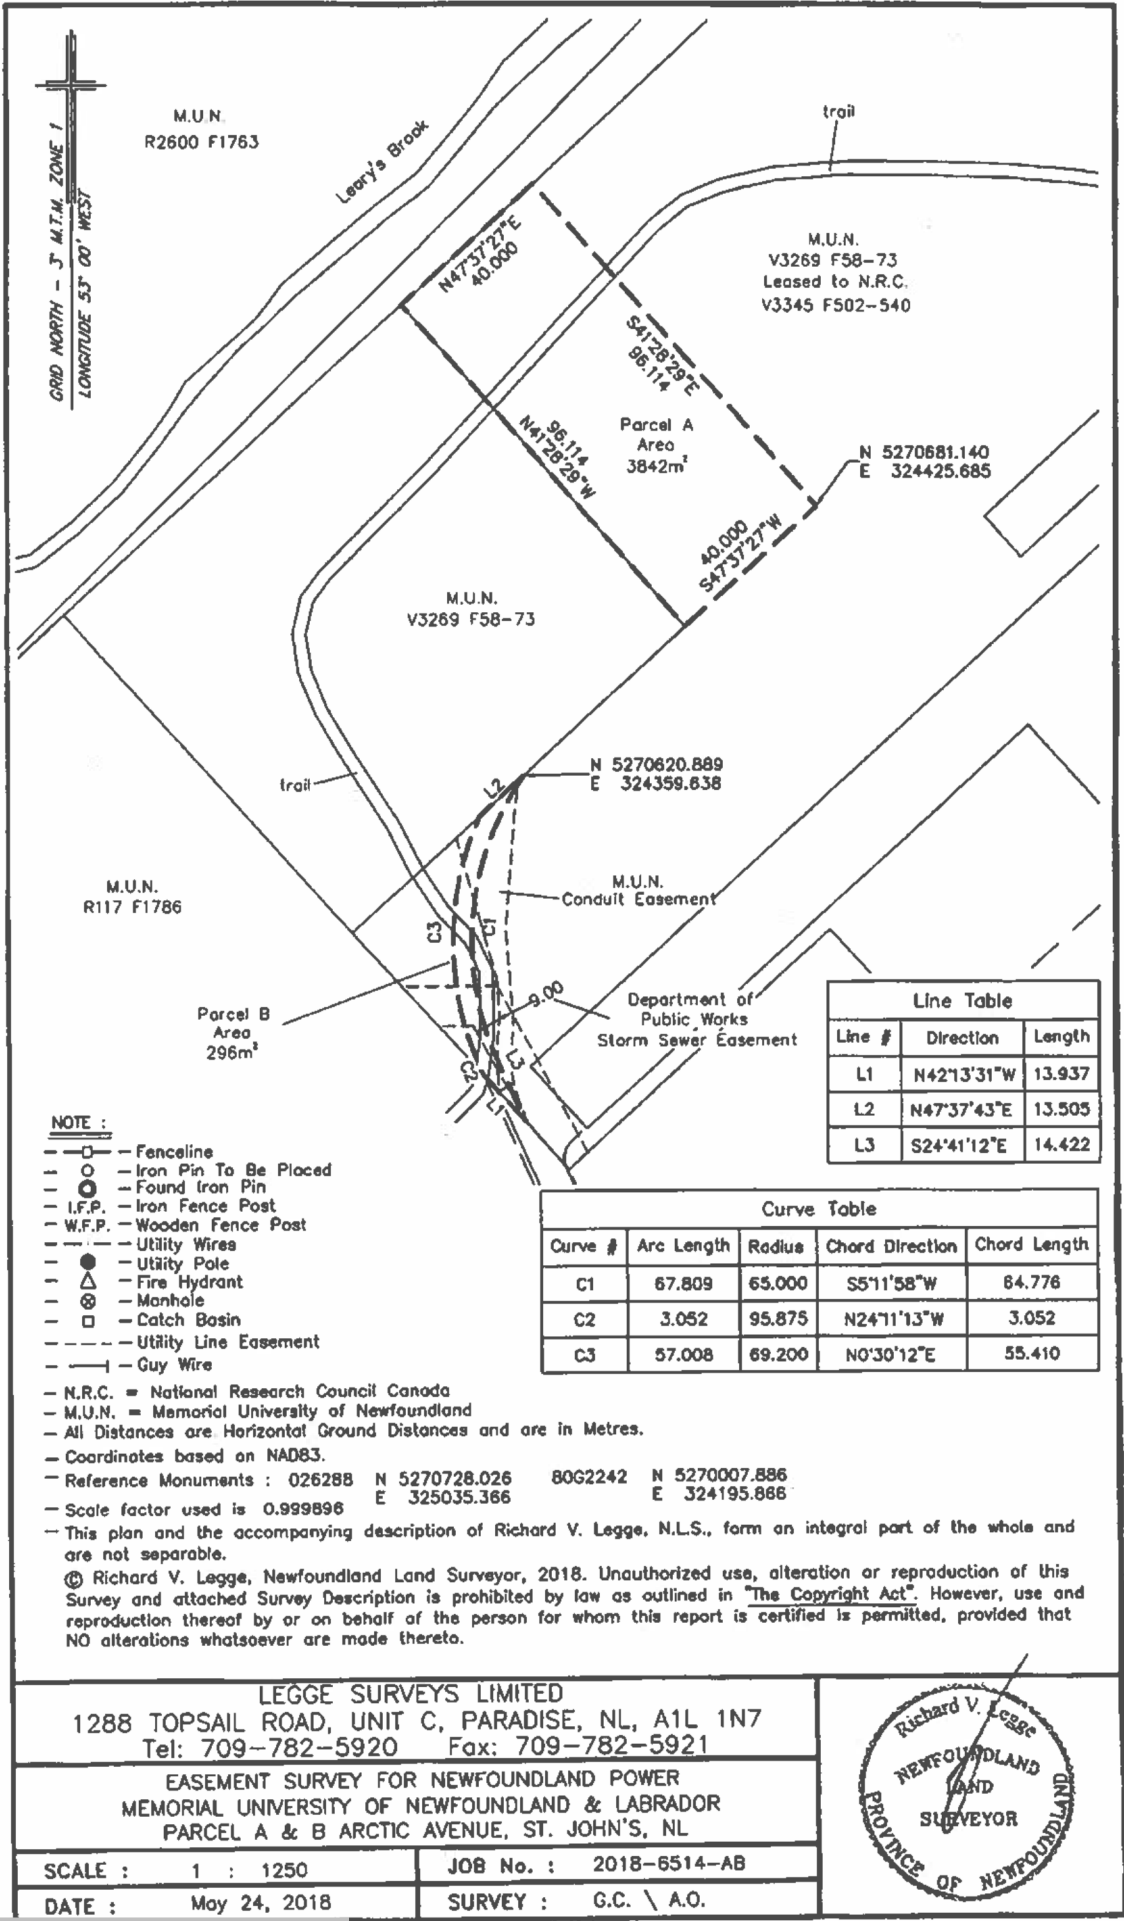 GRID NORTH - 3° M.T.M. ZONE 1
LONGITUDE 53° 00' WEST
M.U.N.
R2600 F1763
Leary's Brook
trail
M.U.N.
V3269 F58-73
Leased to N.R.C.
V3345 F502-540
N47°37'27"E
40.000
S41°28'29"E
96.114
96.114
N41°28'29"W
Parcel A
Area
3842m²
N 5270681.140
E 324425.685
40.000
S47°37'27"W
M.U.N.
V3269 F58-73
trail
L2
N 5270620.889
E 324359.638
M.U.N.
R117 F1786
M.U.N.
Conduit Easement
C3
C1
Parcel B
Area
296m²
9.00
Department of
Public Works
Storm Sewer Easement
C2
L3
L1
Line Table
Line # Direction Length
L1 N42°13'31"W 13.937
L2 N47°37'43"E 13.505
L3 S24°41'12"E 14.422
NOTE :
- Fenceline
- Iron Pin To Be Placed
- Found Iron Pin
- I.F.P. - Iron Fence Post
- W.F.P. - Wooden Fence Post
- Utility Wires
- Utility Pole
- Fire Hydrant
- Manhole
- Catch Basin
- Utility Line Easement
- Guy Wire
Curve Table
Curve # Arc Length Radius Chord Direction Chord Length
C1 67.809 65.000 S5°11'58"W 64.776
C2 3.052 95.875 N24°11'13"W 3.052
C3 57.008 69.200 N0°30'12"E 55.410
- N.R.C. = National Research Council Canada
- M.U.N. = Memorial University of Newfoundland
- All Distances are Horizontal Ground Distances and are in Metres.
- Coordinates based on NAD83.
- Reference Monuments : 026288 N 5270728.026 80G2242 N 5270007.886
E 325035.366 E 324195.866
- Scale factor used is 0.999896
- This plan and the accompanying description of Richard V. Legge, N.L.S., form an integral part of the whole and
are not separable.
© Richard V. Legge, Newfoundland Land Surveyor, 2018. Unauthorized use, alteration or reproduction of this
Survey and attached Survey Description is prohibited by law as outlined in "The Copyright Act". However, use and
reproduction thereof by or on behalf of the person for whom this report is certified is permitted, provided that
NO alterations whatsoever are made thereto.
LEGGE SURVEYS LIMITED
1288 TOPSAIL ROAD, UNIT C, PARADISE, NL, A1L 1N7
Tel: 709-782-5920 Fax: 709-782-5921
EASEMENT SURVEY FOR NEWFOUNDLAND POWER
MEMORIAL UNIVERSITY OF NEWFOUNDLAND & LABRADOR
PARCEL A & B ARCTIC AVENUE, ST. JOHN'S, NL
SCALE : 1 : 1250
JOB No. : 2018-6514-AB
DATE : May 24, 2018
SURVEY : G.C. \ A.O.
Richard V. Legge
NEWFOUNDLAND
LAND
SURVEYOR
PROVINCE OF NEWFOUNDLAND